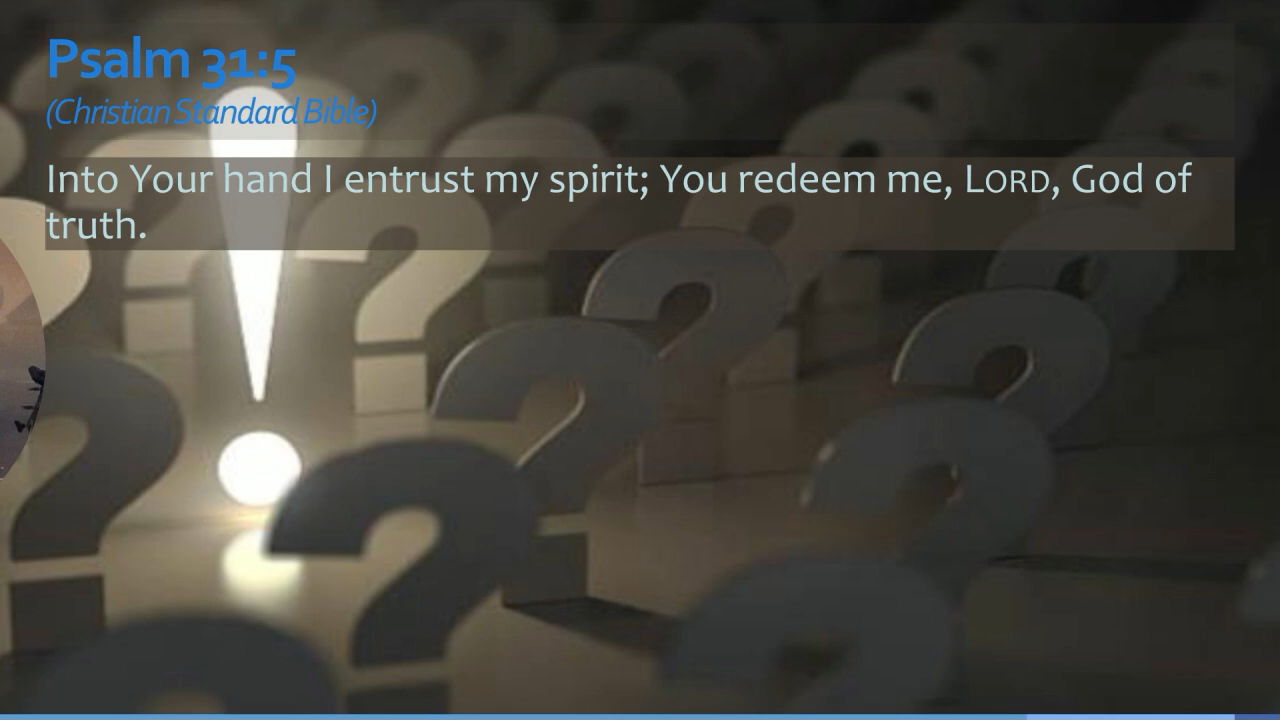 Psalm 31:5
(Christian Standard Bible)
Into Your hand I entrust my spirit; You redeem me, LORD, God of
truth.